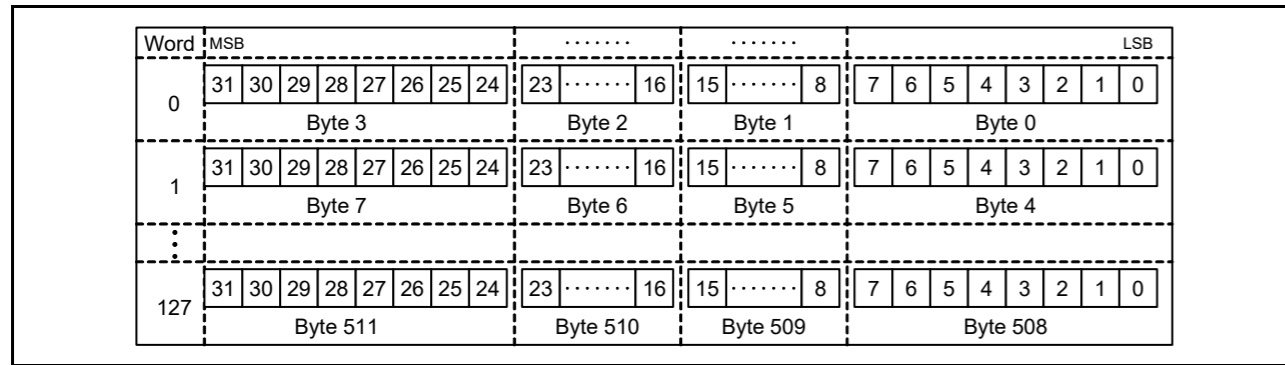 Word MSB ······· ······· LSB
0 31 30 29 28 27 26 25 24 23 ······· 16 15 ······· 8 7 6 5 4 3 2 1 0
Byte 3 Byte 2 Byte 1 Byte 0
1 31 30 29 28 27 26 25 24 23 ······· 16 15 ······· 8 7 6 5 4 3 2 1 0
Byte 7 Byte 6 Byte 5 Byte 4
⋮
127 31 30 29 28 27 26 25 24 23 ······· 16 15 ······· 8 7 6 5 4 3 2 1 0
Byte 511 Byte 510 Byte 509 Byte 508